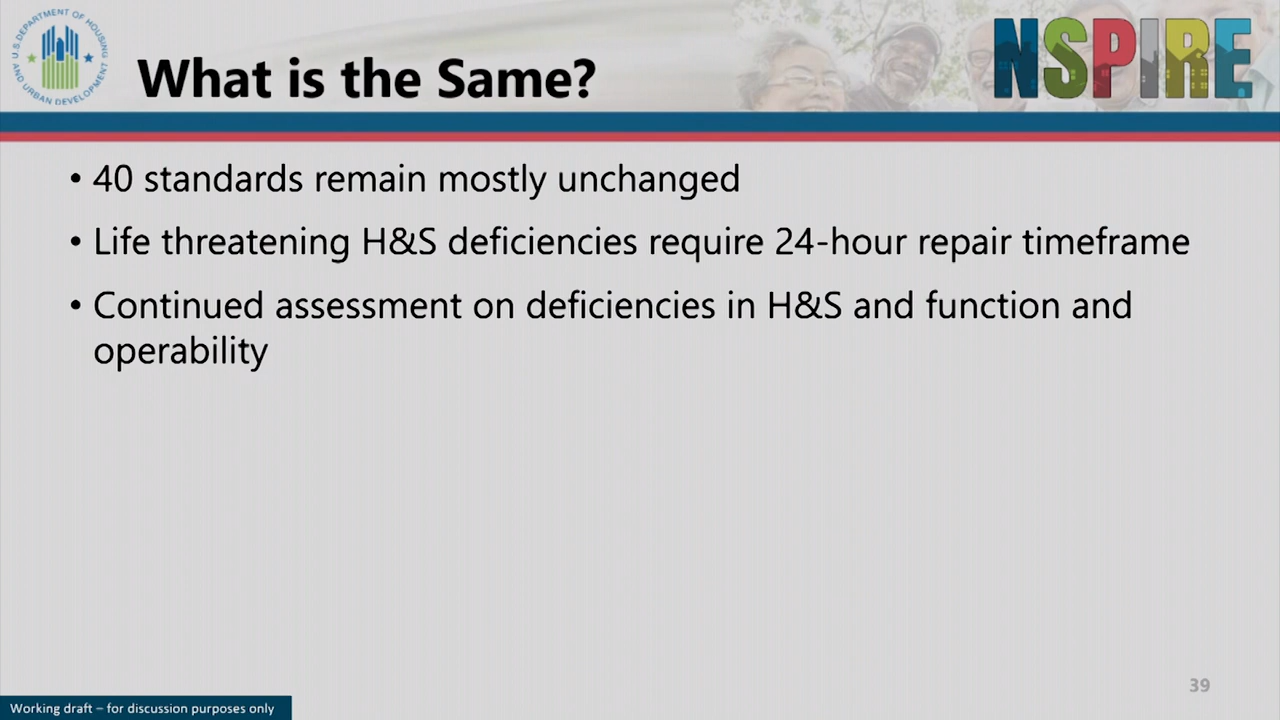 U.S.DEPARTMENT OF HOUSING
AND URBAN DEVELOPMENT
NSPIRE
What is the Same?
• 40 standards remain mostly unchanged
• Life threatening H&S deficiencies require 24-hour repair timeframe
• Continued assessment on deficiencies in H&S and function and
operability
39
Working draft – for discussion purposes only